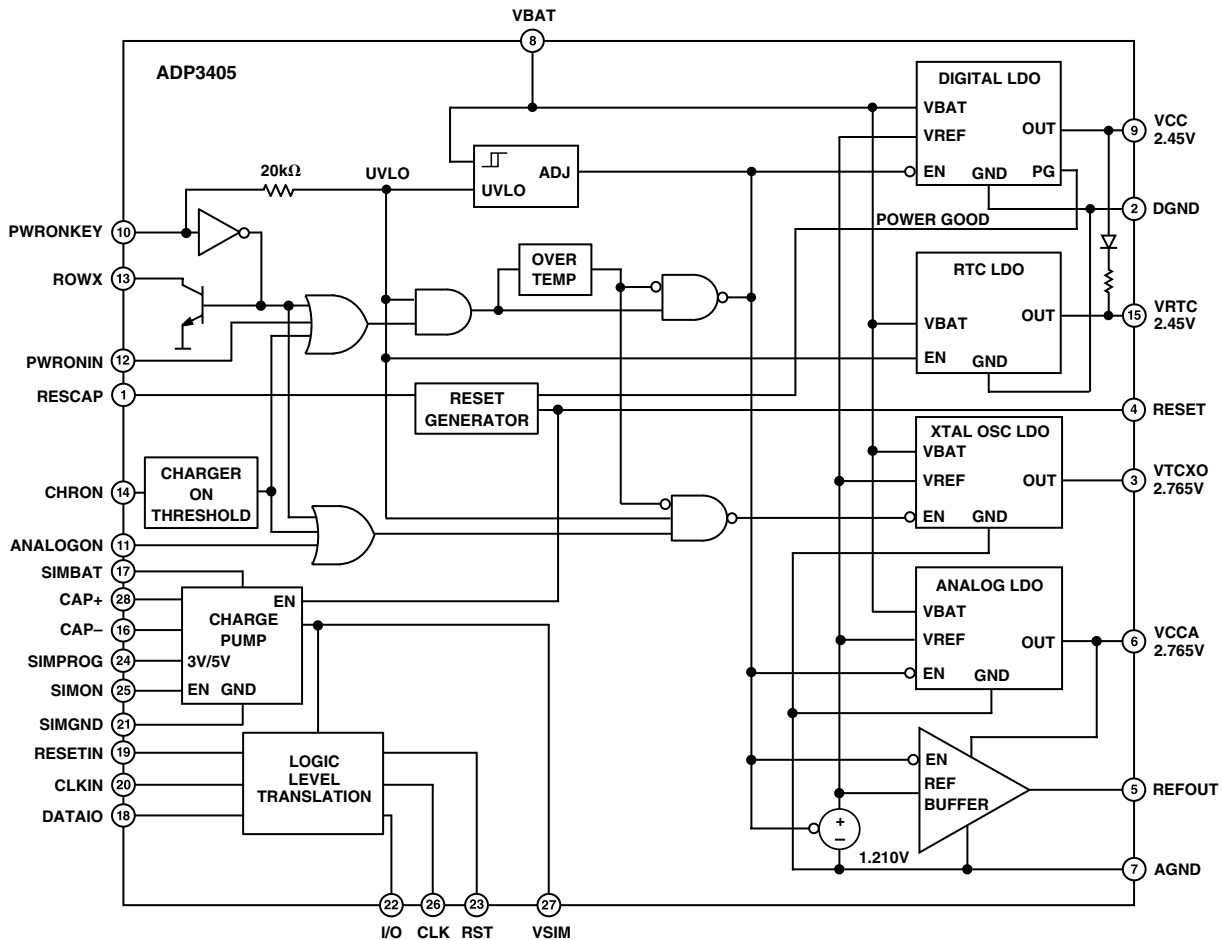 VBAT
8
ADP3405
DIGITAL LDO
VBAT
VREF
OUT
EN
GND
PG
9
VCC
2.45V
20kΩ
UVLO
UVLO
ADJ
POWER GOOD
2
DGND
PWRONKEY
10
ROWX
13
OVER
TEMP
RTC LDO
VBAT
OUT
EN
GND
15
VRTC
2.45V
PWRONIN
12
RESCAP
1
RESET
GENERATOR
4
RESET
XTAL OSC LDO
VBAT
VREF
OUT
EN
GND
3
VTCXO
2.765V
CHRON
14
CHARGER
ON
THRESHOLD
ANALOGON
11
SIMBAT
17
CAP+
28
CAP–
16
SIMPROG
24
SIMON
25
SIMGND
21
EN
CHARGE
PUMP
3V/5V
EN
GND
ANALOG LDO
VBAT
VREF
OUT
EN
GND
6
VCCA
2.765V
RESETIN
19
CLKIN
20
DATAIO
18
LOGIC
LEVEL
TRANSLATION
EN
REF
BUFFER
5
REFOUT
+
–
1.210V
7
AGND
22
26
23
27
I/O
CLK
RST
VSIM